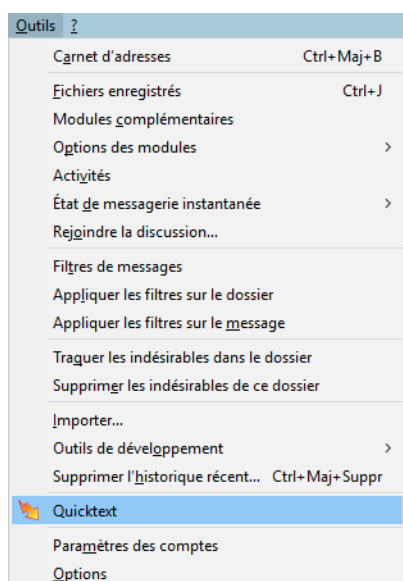 Outils ?
Carnet d'adresses Ctrl+Maj+B
Fichiers enregistrés Ctrl+J
Modules complémentaires
Options des modules
Activités
État de messagerie instantanée
Rejoindre la discussion...
Filtres de messages
Appliquer les filtres sur le dossier
Appliquer les filtres sur le message
Traquer les indésirables dans le dossier
Supprimer les indésirables de ce dossier
Importer...
Outils de développement
Supprimer l'historique récent... Ctrl+Maj+Suppr
Quicktext
Paramètres des comptes
Options